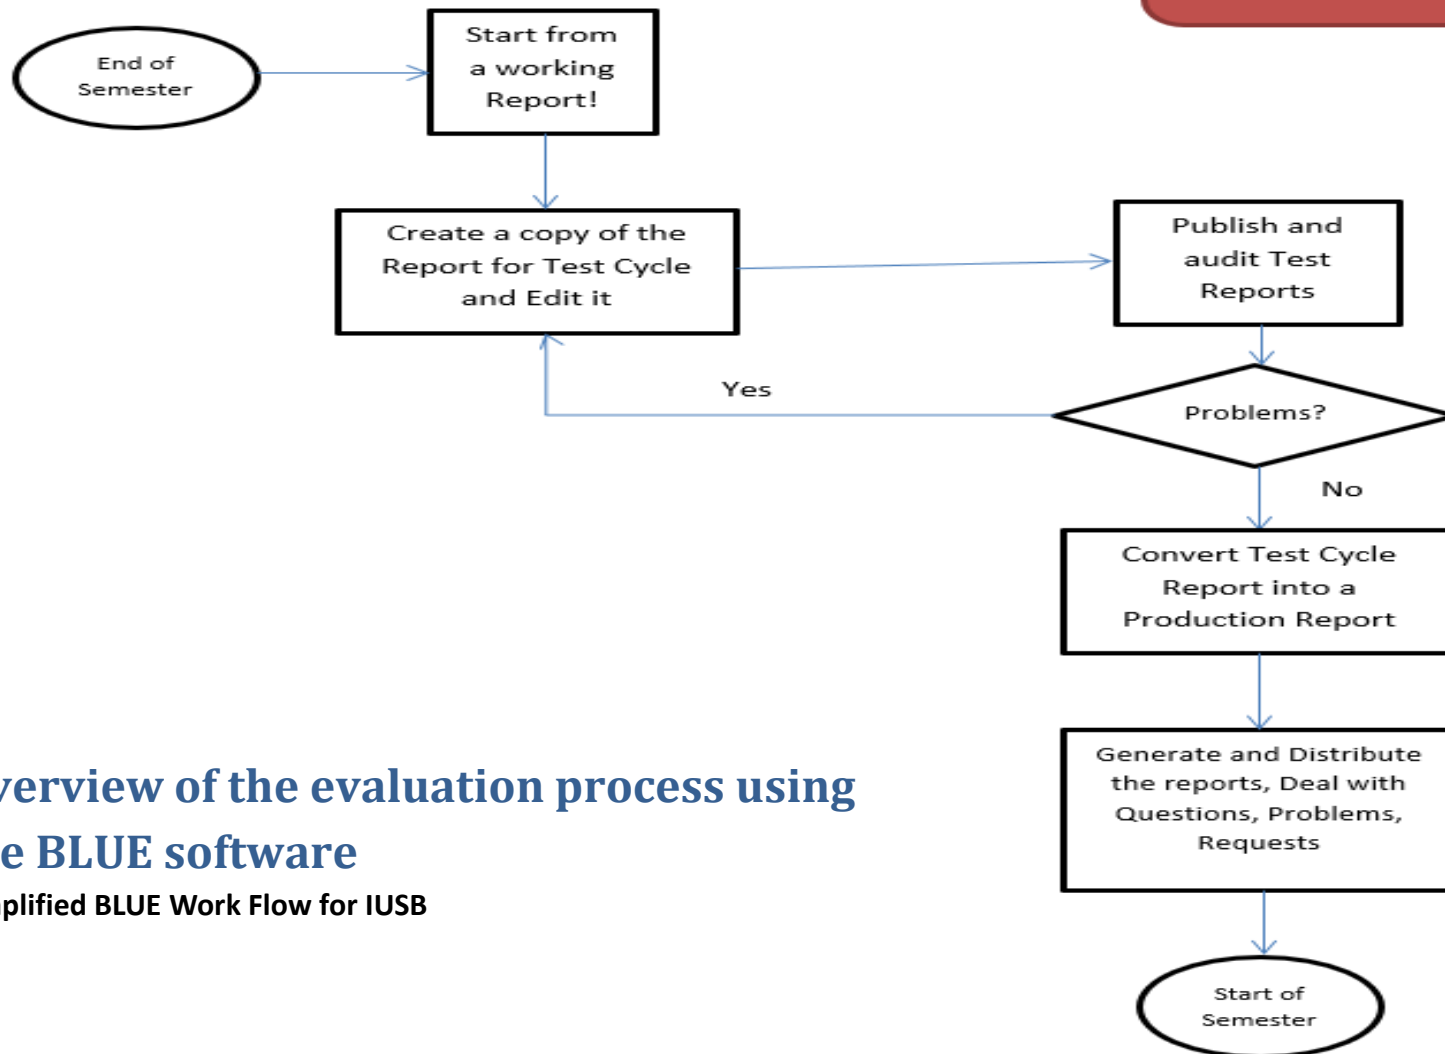 End of
Semester
Start from
a working
Report!
Create a copy of the
Report for Test Cycle
and Edit it
Publish and
audit Test
Reports
Yes
Problems?
No
Convert Test Cycle
Report into a
Production Report
Generate and Distribute
the reports, Deal with
Questions, Problems,
Requests
verview of the evaluation process using
e BLUE software
plified BLUE Work Flow for IUSB
Start of
Semester